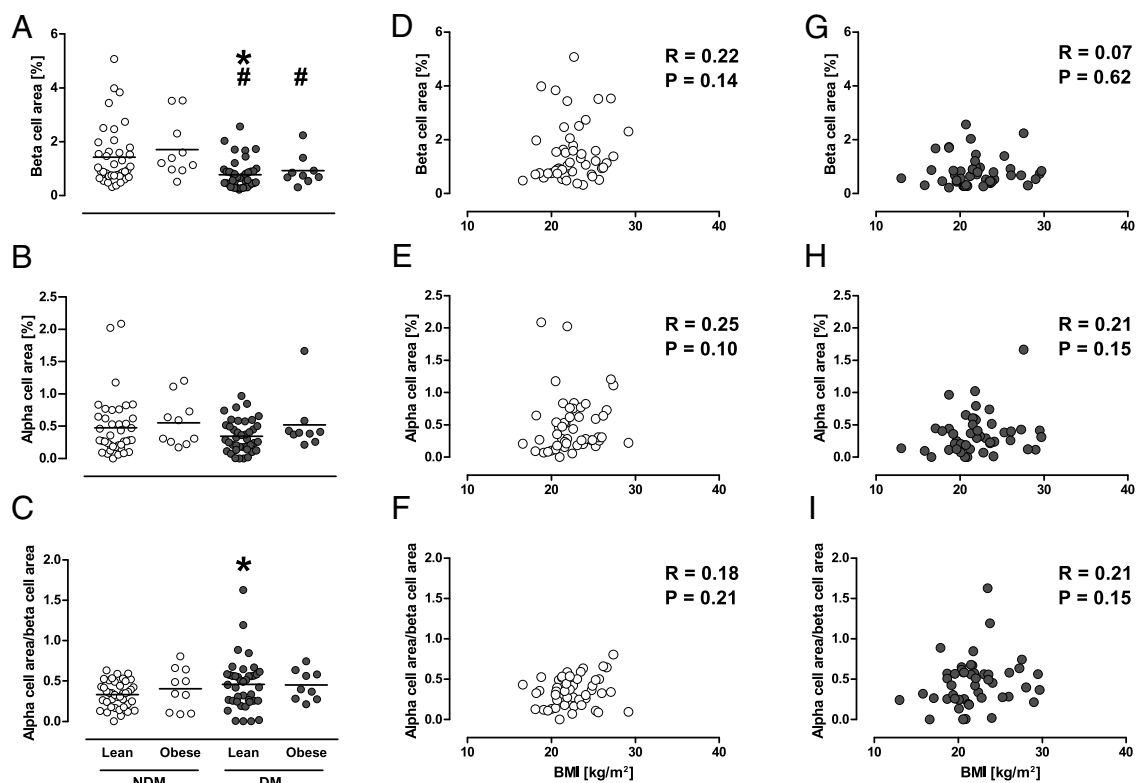 A
Beta cell area [%]
6
4
2
0
*
#
#
D
Beta cell area [%]
6
4
2
0
R = 0.22
P = 0.14
10
20
30
40
G
Beta cell area [%]
6
4
2
0
R = 0.07
P = 0.62
10
20
30
40
B
Alpha cell area [%]
2.5
2.0
1.5
1.0
0.5
0.0
E
Alpha cell area [%]
2.5
2.0
1.5
1.0
0.5
0.0
R = 0.25
P = 0.10
10
20
30
40
H
Alpha cell area [%]
2.5
2.0
1.5
1.0
0.5
0.0
R = 0.21
P = 0.15
10
20
30
40
C
Alpha cell area/beta cell area
2.0
1.5
1.0
0.5
0.0
*
Lean
Obese
Lean
Obese
NDM
DM
F
Alpha cell area/beta cell area
2.0
1.5
1.0
0.5
0.0
R = 0.18
P = 0.21
10
20
30
40
BMI [kg/m²]
I
Alpha cell area/beta cell area
2.0
1.5
1.0
0.5
0.0
R = 0.21
P = 0.15
10
20
30
40
BMI [kg/m²]